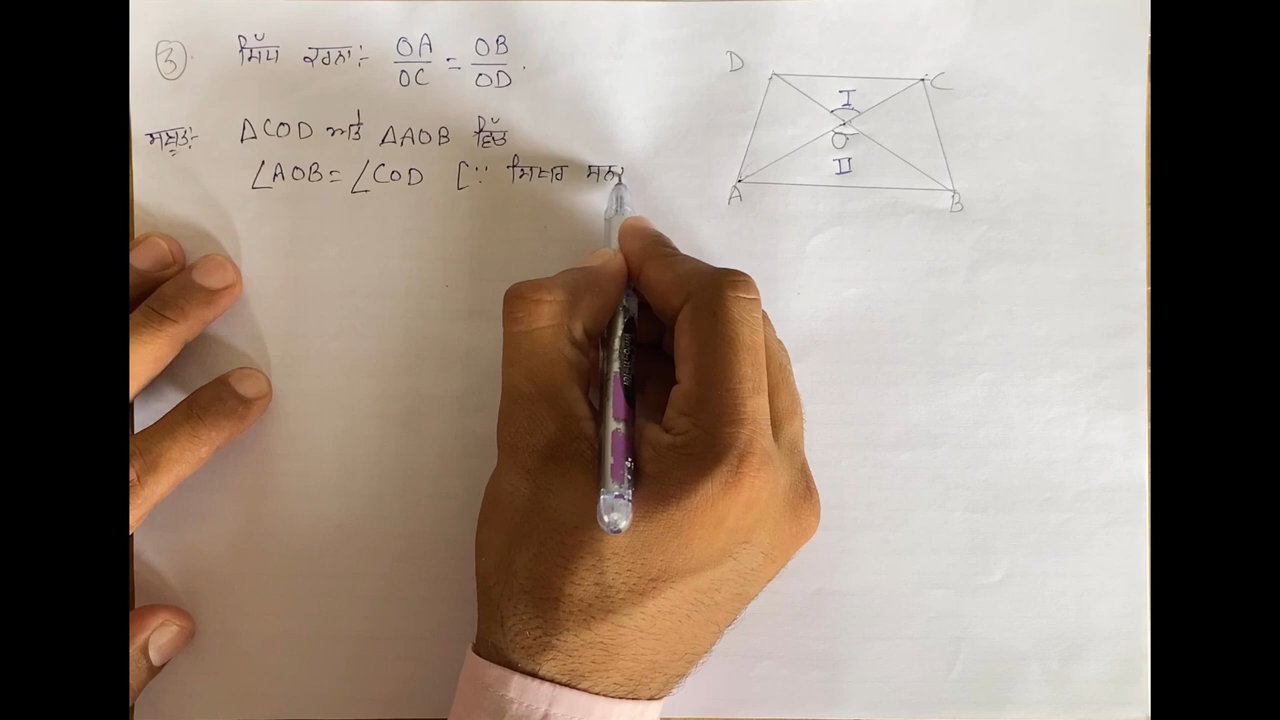 ③. ਸਿੱਧ ਕਰਨਾ:- OA/OC = OB/OD.
ਸਬੂਤ:- ΔCOD ਅਤੇ ΔAOB ਵਿੱਚ
∠AOB = ∠COD [∵ ਸਿਖਰ ਸਨ
D C
I
O
II
A B